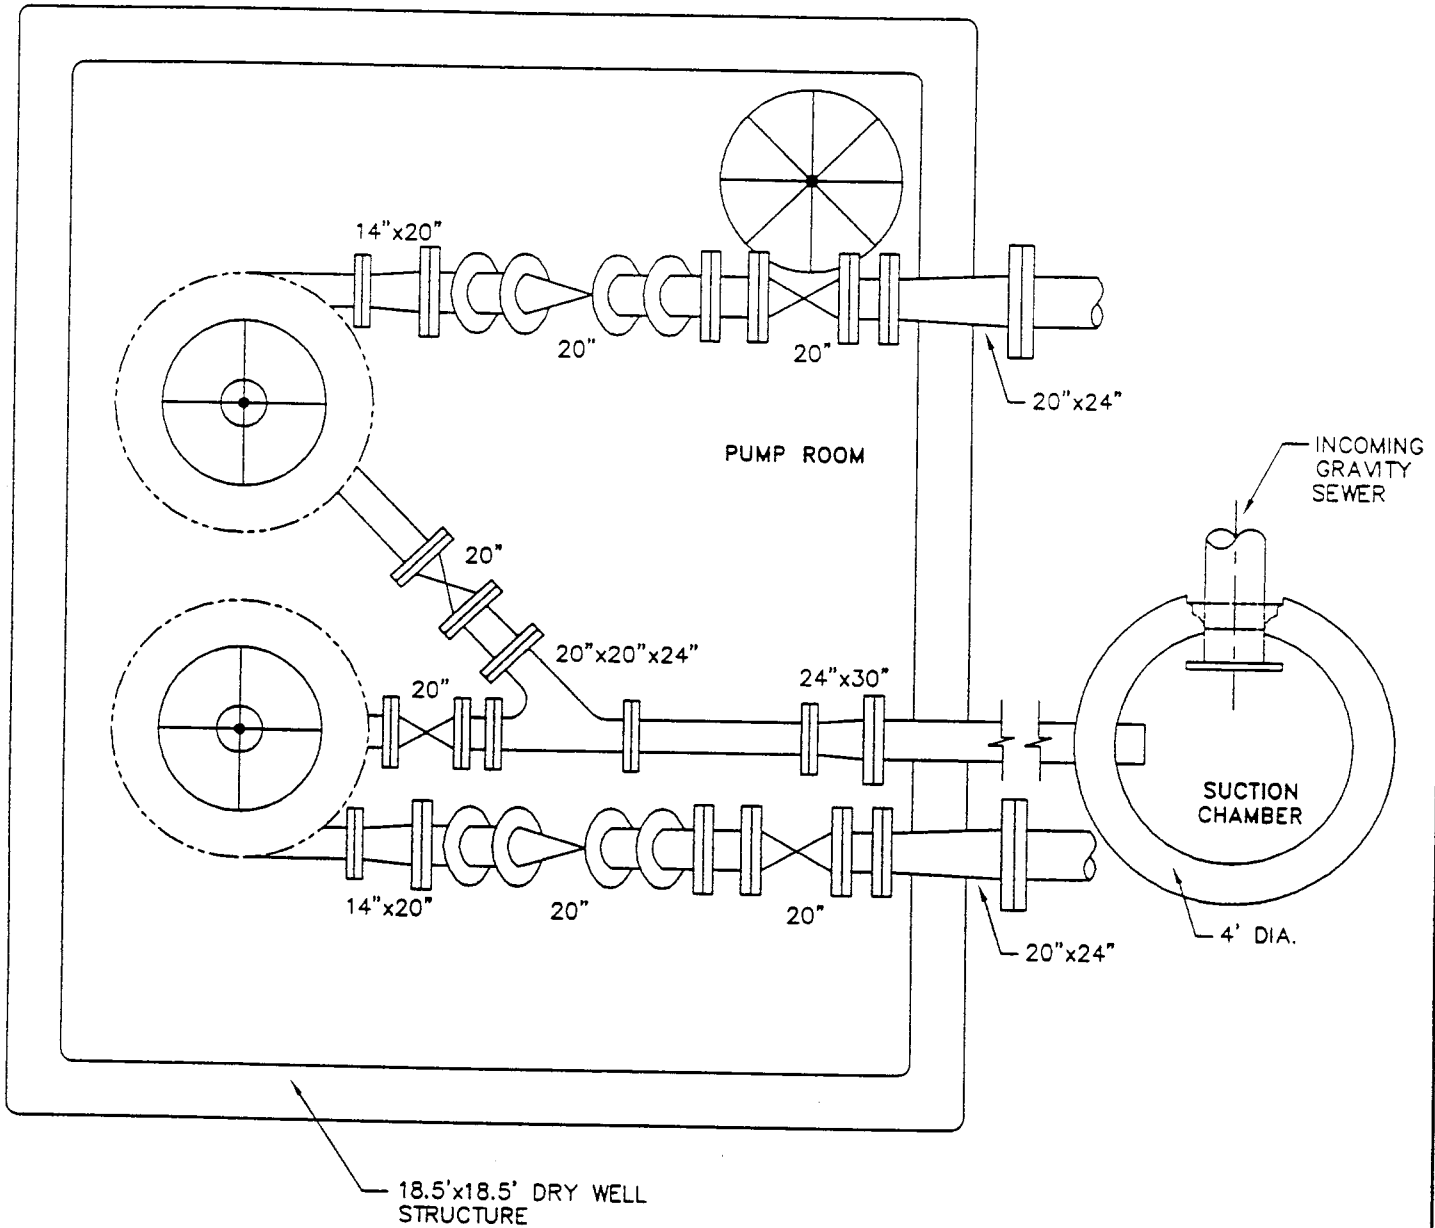 14"x20"
20"
20"
20"x24"
PUMP ROOM
INCOMING
GRAVITY
SEWER
20"
20"x20"x24"
20"
24"x30"
SUCTION
CHAMBER
14"x20"
20"
20"
20"x24"
4' DIA.
18.5'x18.5' DRY WELL
STRUCTURE